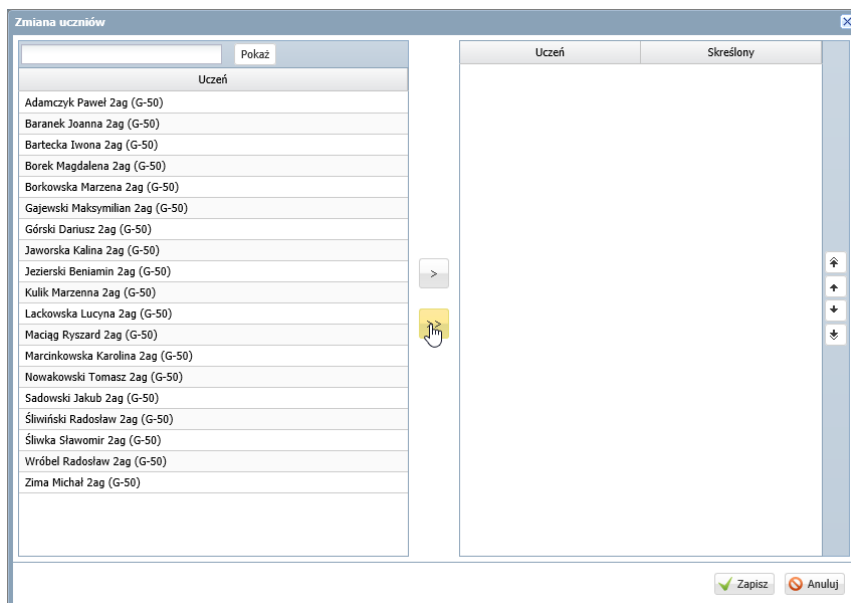 Zmiana uczniów
Pokaż
Uczeń
Adamczyk Paweł 2ag (G-50)
Baranek Joanna 2ag (G-50)
Bartecka Iwona 2ag (G-50)
Borek Magdalena 2ag (G-50)
Borkowska Marzena 2ag (G-50)
Gajewski Maksymilian 2ag (G-50)
Górski Dariusz 2ag (G-50)
Jaworska Kalina 2ag (G-50)
Jezierski Beniamin 2ag (G-50)
Kulik Marzenna 2ag (G-50)
Lackowska Lucyna 2ag (G-50)
Maciąg Ryszard 2ag (G-50)
Marcinkowska Karolina 2ag (G-50)
Nowakowski Tomasz 2ag (G-50)
Sadowski Jakub 2ag (G-50)
Śliwiński Radosław 2ag (G-50)
Śliwka Sławomir 2ag (G-50)
Wróbel Radosław 2ag (G-50)
Zima Michał 2ag (G-50)
>
>>
Uczeń Skreślony
Zapisz Anuluj